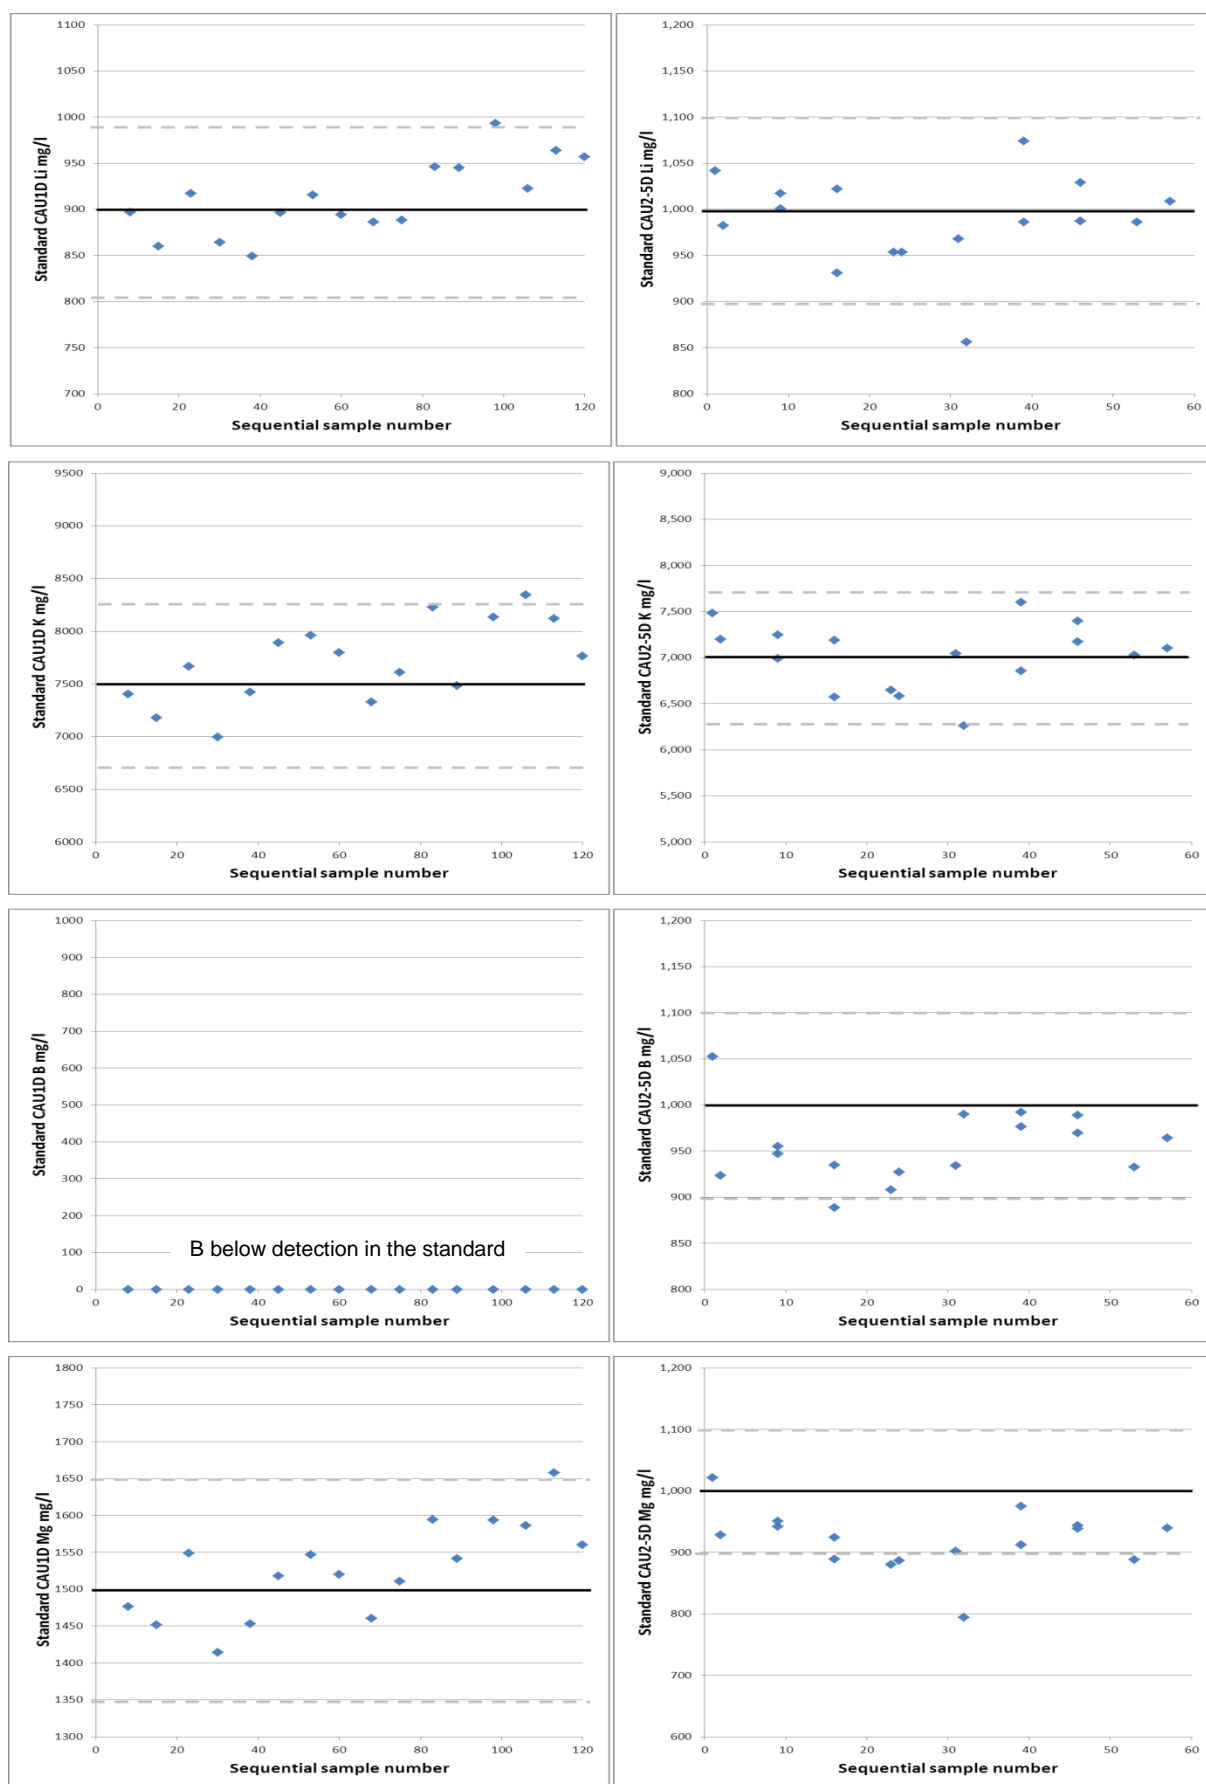 Standard CAU1D Li mg/l
1100
1050
1000
950
900
850
800
750
700
0 20 40 60 80 100 120
Sequential sample number
Standard CAU2-5D Li mg/l
1,200
1,150
1,100
1,050
1,000
950
900
850
800
0 10 20 30 40 50 60
Sequential sample number
Standard CAU1D K mg/l
9500
9000
8500
8000
7500
7000
6500
6000
0 20 40 60 80 100 120
Sequential sample number
Standard CAU2-5D K mg/l
9,000
8,500
8,000
7,500
7,000
6,500
6,000
5,500
5,000
0 10 20 30 40 50 60
Sequential sample number
Standard CAU1D B mg/l
1000
900
800
700
600
500
400
300
200
100
0
B below detection in the standard
0 20 40 60 80 100 120
Sequential sample number
Standard CAU2-5D B mg/l
1,200
1,150
1,100
1,050
1,000
950
900
850
800
0 10 20 30 40 50 60
Sequential sample number
Standard CAU1D Mg mg/l
1800
1750
1700
1650
1600
1550
1500
1450
1400
1350
1300
0 20 40 60 80 100 120
Sequential sample number
Standard CAU2-5D Mg mg/l
1,200
1,100
1,000
900
800
700
600
0 10 20 30 40 50 60
Sequential sample number